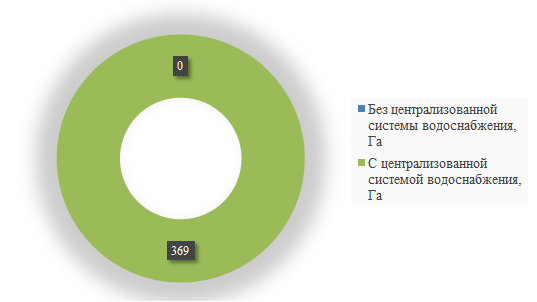 0
369
Без централизованной
системы водоснабжения,
Га
С централизованной
системой водоснабжения,
Га